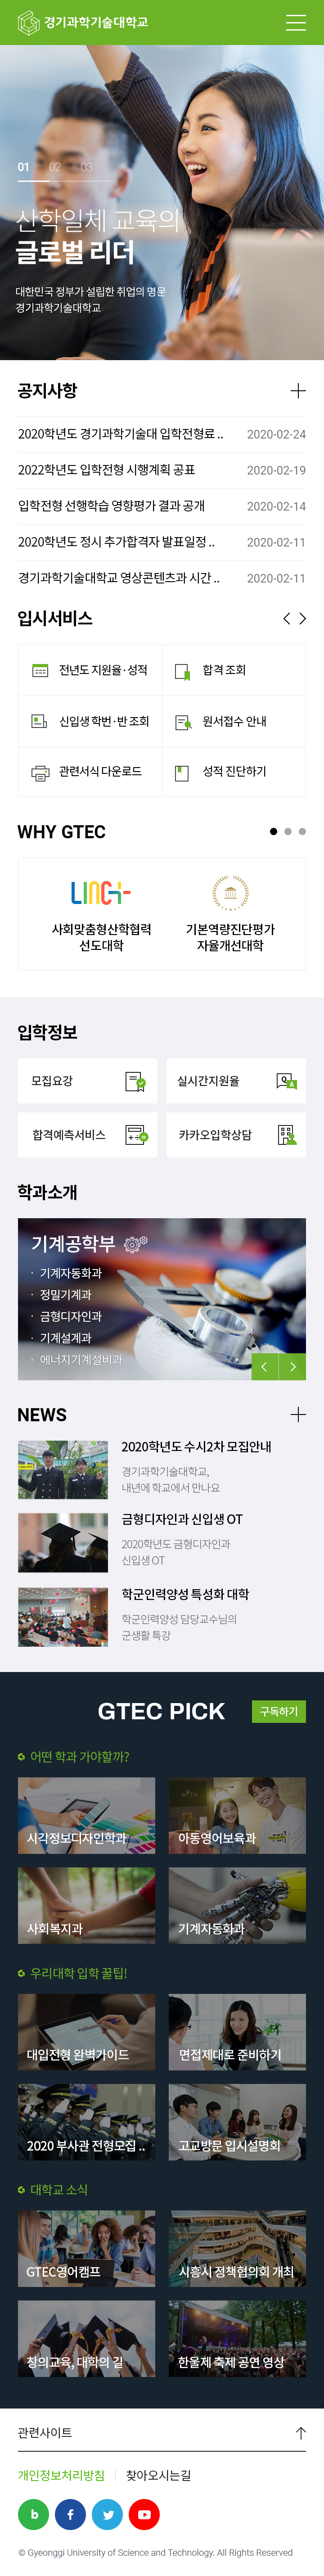 경기과학기술대학교
01 02 03
산학일체 교육의
글로벌 리더
대한민국 정부가 설립한 취업의 명문
경기과학기술대학교
공지사항
2020학년도 경기과학기술대 입학전형료 .. 2020-02-24
2022학년도 입학전형 시행계획 공표 2020-02-19
입학전형 선행학습 영향평가 결과 공개 2020-02-14
2020학년도 정시 추가합격자 발표일정 .. 2020-02-11
경기과학기술대학교 영상콘텐츠과 시간 .. 2020-02-11
입시서비스
전년도 지원율·성적 합격 조회
신입생 학번·반 조회 원서접수 안내
관련서식 다운로드 성적 진단하기
WHY GTEC
LINC+
사회맞춤형산학협력
선도대학
기본역량진단평가
자율개선대학
입학정보
모집요강 실시간지원율
합격예측서비스 카카오입학상담
학과소개
기계공학부
· 기계자동화과
· 정밀기계과
· 금형디자인과
· 기계설계과
· 에너지기계설비과
NEWS
2020학년도 수시2차 모집안내
경기과학기술대학교,
내년에 학교에서 만나요
금형디자인과 신입생 OT
2020학년도 금형디자인과
신입생 OT
학군인력양성 특성화 대학
학군인력양성 담당교수님의
군생활 특강
GTEC PICK 구독하기
어떤 학과 가야할까?
시각정보디자인학과 아동영어보육과
사회복지과 기계자동화과
우리대학 입학 꿀팁!
대입전형 완벽가이드 면접제대로 준비하기
2020 부사관 전형모집 .. 고교방문 입시설명회
대학교 소식
GTEC영어캠프 시흥시 정책협의회 개최
창의교육, 대학의 길 한울제 축제 공연 영상
관련사이트
개인정보처리방침 찾아오시는길
b f
© Gyeonggi University of Science and Technology. All Rights Reserved